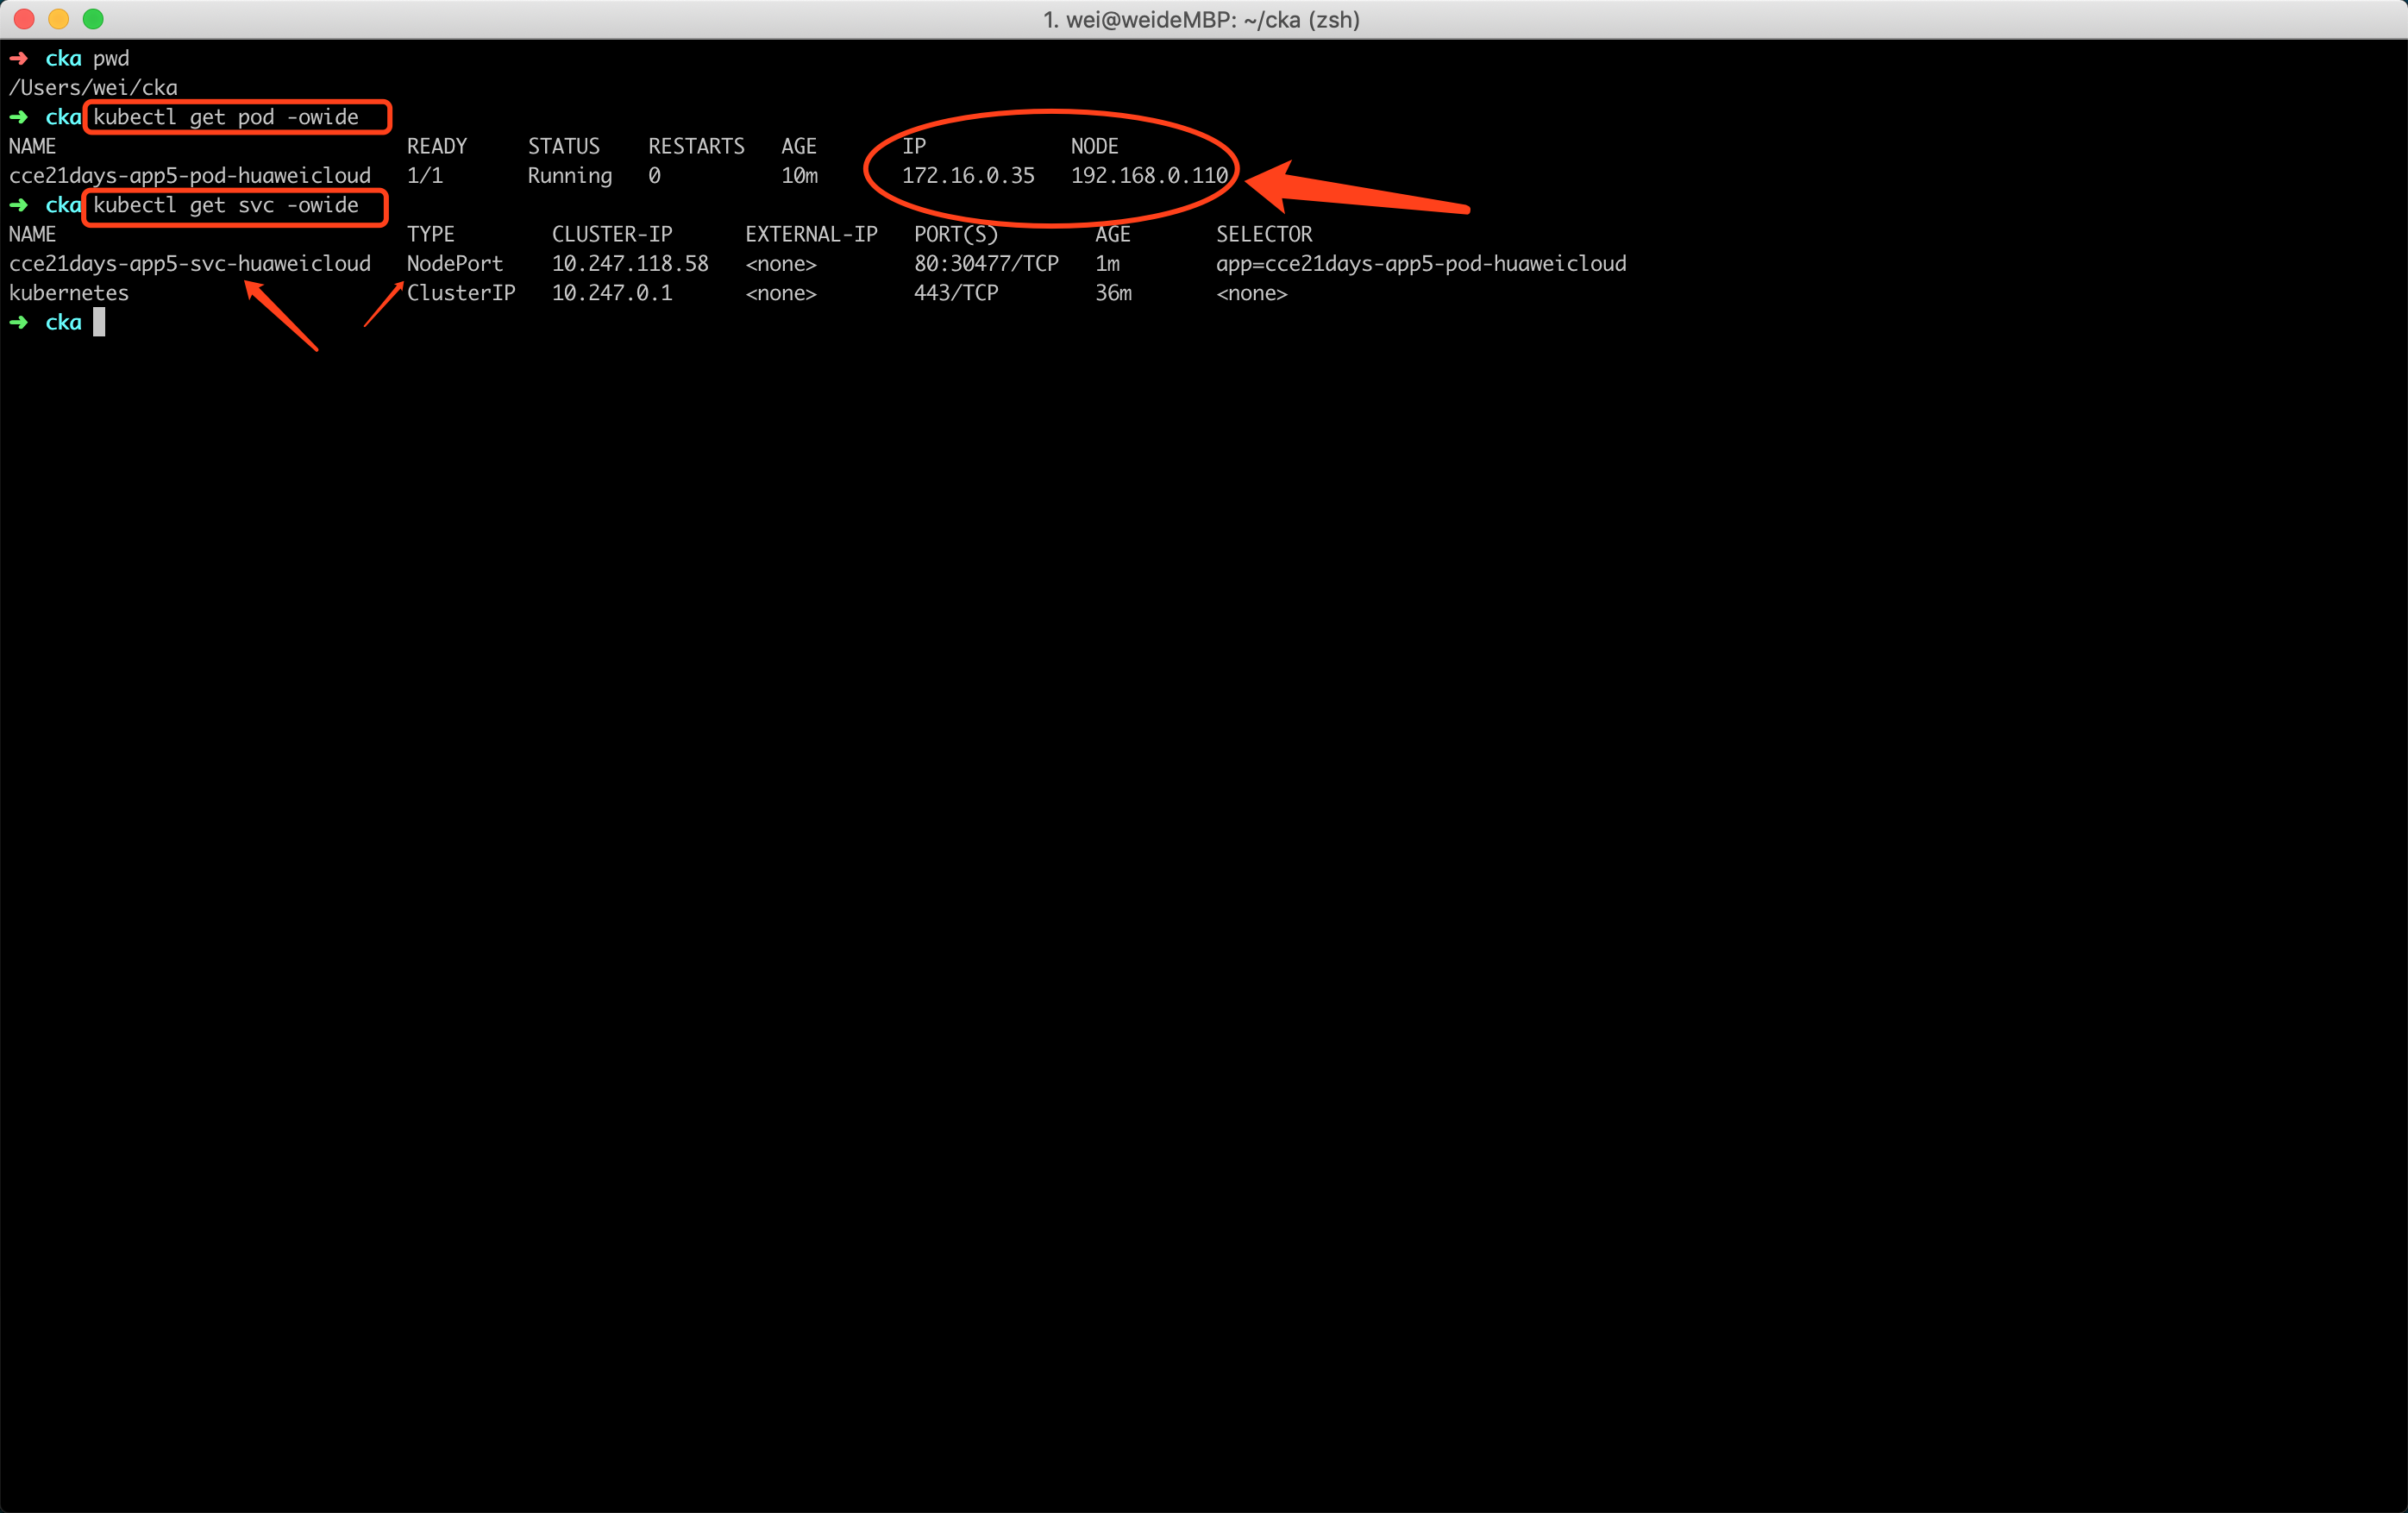 1. wei@weideMBP: ~/cka (zsh)
➜ cka pwd
/Users/wei/cka
➜ cka kubectl get pod -owide
NAME READY STATUS RESTARTS AGE IP NODE
cce21days-app5-pod-huaweicloud 1/1 Running 0 10m 172.16.0.35 192.168.0.110
➜ cka kubectl get svc -owide
NAME TYPE CLUSTER-IP EXTERNAL-IP PORT(S) AGE SELECTOR
cce21days-app5-svc-huaweicloud NodePort 10.247.118.58 <none> 80:30477/TCP 1m app=cce21days-app5-pod-huaweicloud
kubernetes ClusterIP 10.247.0.1 <none> 443/TCP 36m <none>
➜ cka